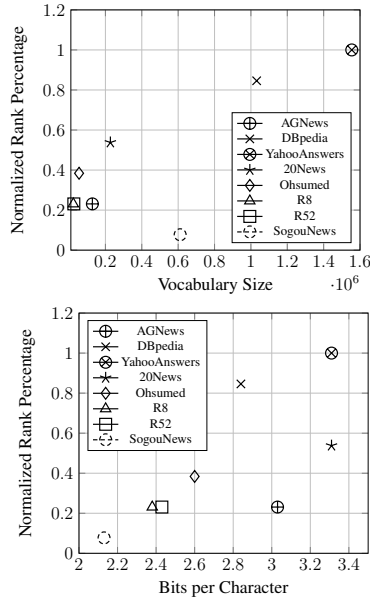 1.2
1
0.8
0.6
0.4
0.2
0
Normalized Rank Percentage
AGNews
DBpedia
YahooAnswers
20News
Ohsumed
R8
R52
SogouNews
0.2 0.4 0.6 0.8 1 1.2 1.4 1.6
Vocabulary Size ·10⁶
1.2
1
0.8
0.6
0.4
0.2
0
Normalized Rank Percentage
AGNews
DBpedia
YahooAnswers
20News
Ohsumed
R8
R52
SogouNews
2 2.2 2.4 2.6 2.8 3 3.2 3.4
Bits per Character